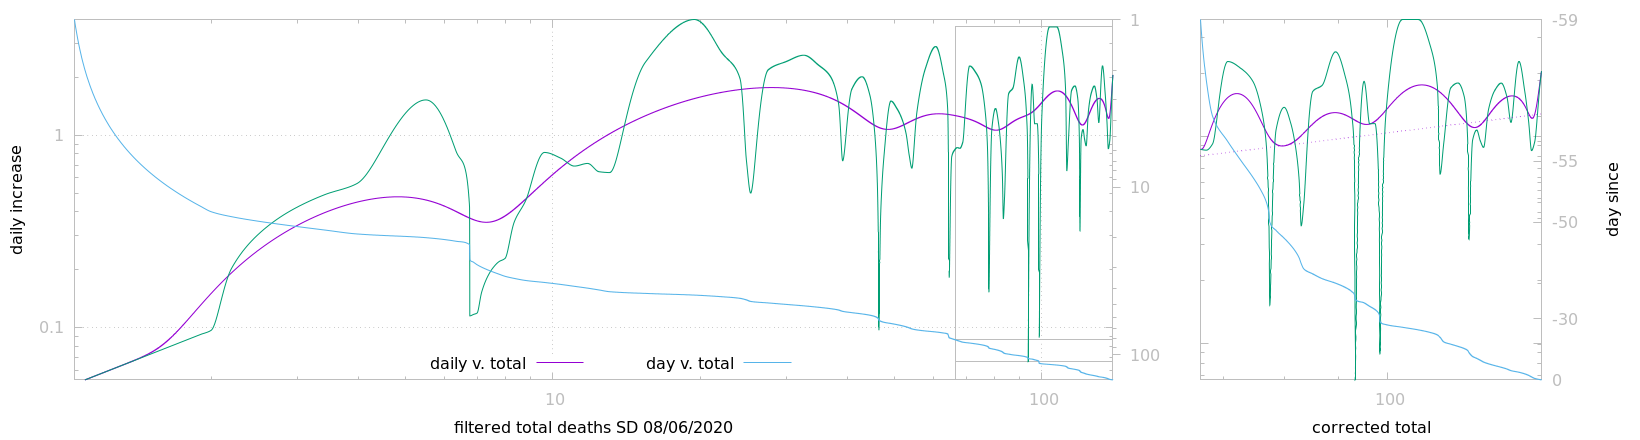 daily increase
1
0.1
daily v. total
day v. total
10
100
1
10
100
filtered total deaths SD 08/06/2020
-59
-55
-50
-30
0
day since
100
corrected total